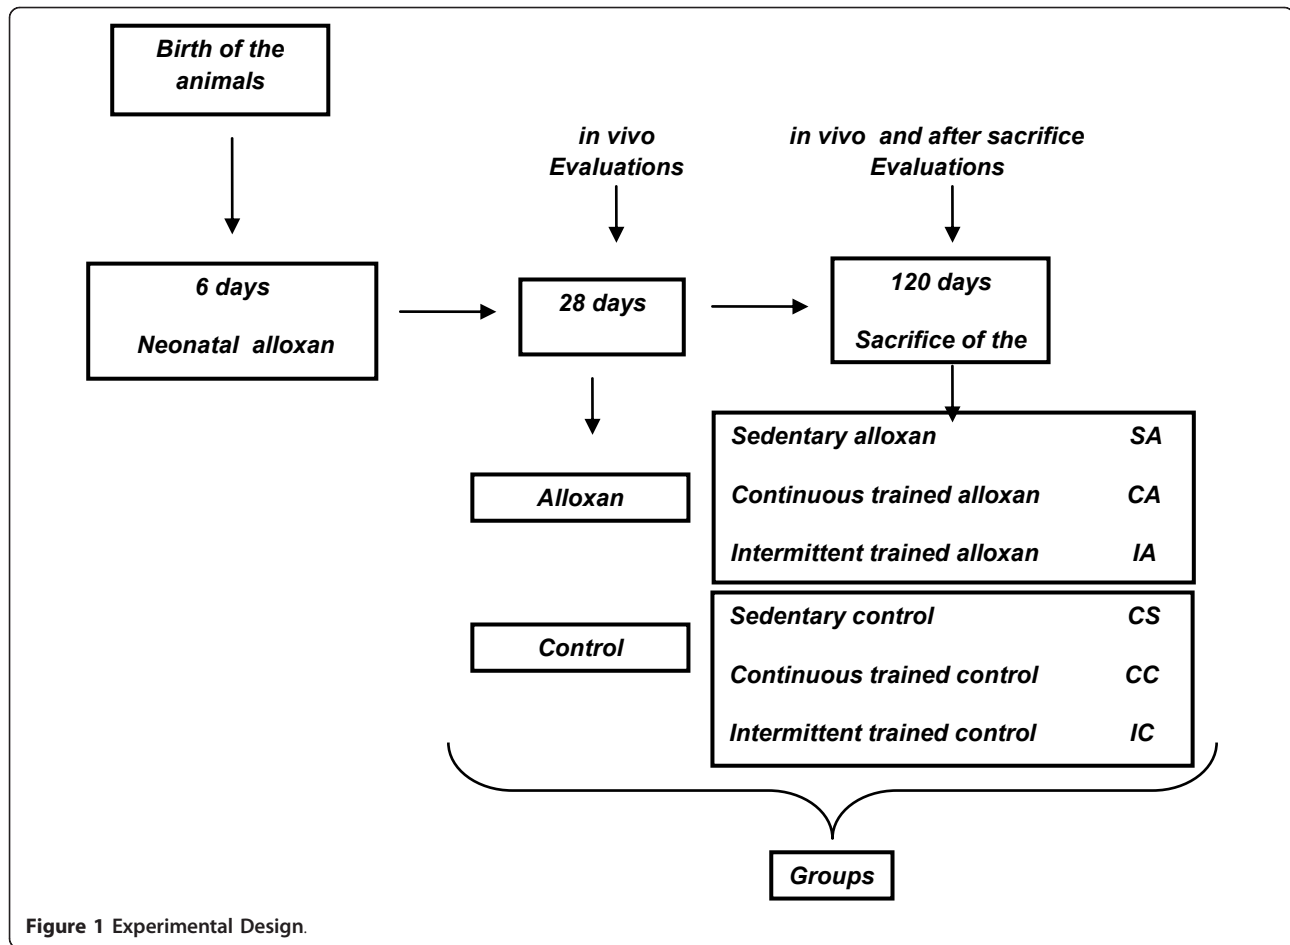 Birth of the
animals
in vivo
Evaluations
in vivo and after sacrifice
Evaluations
6 days
Neonatal alloxan
28 days
120 days
Sacrifice of the
Alloxan
Sedentary alloxan SA
Continuous trained alloxan CA
Intermittent trained alloxan IA
Control
Sedentary control CS
Continuous trained control CC
Intermittent trained control IC
Groups
Figure 1 Experimental Design.